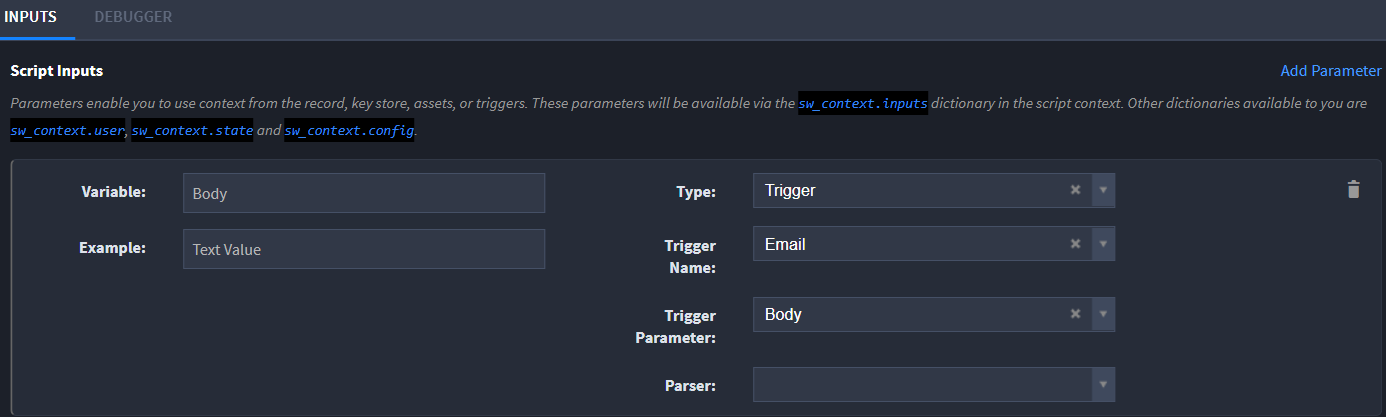 INPUTS DEBUGGER
Script Inputs Add Parameter
Parameters enable you to use context from the record, key store, assets, or triggers. These parameters will be available via the sw_context.inputs dictionary in the script context. Other dictionaries available to you are
sw_context.user, sw_context.state and sw_context.config.
Variable: Body Type: Trigger
Example: Text Value Trigger Email
Name:
Trigger Body
Parameter:
Parser: